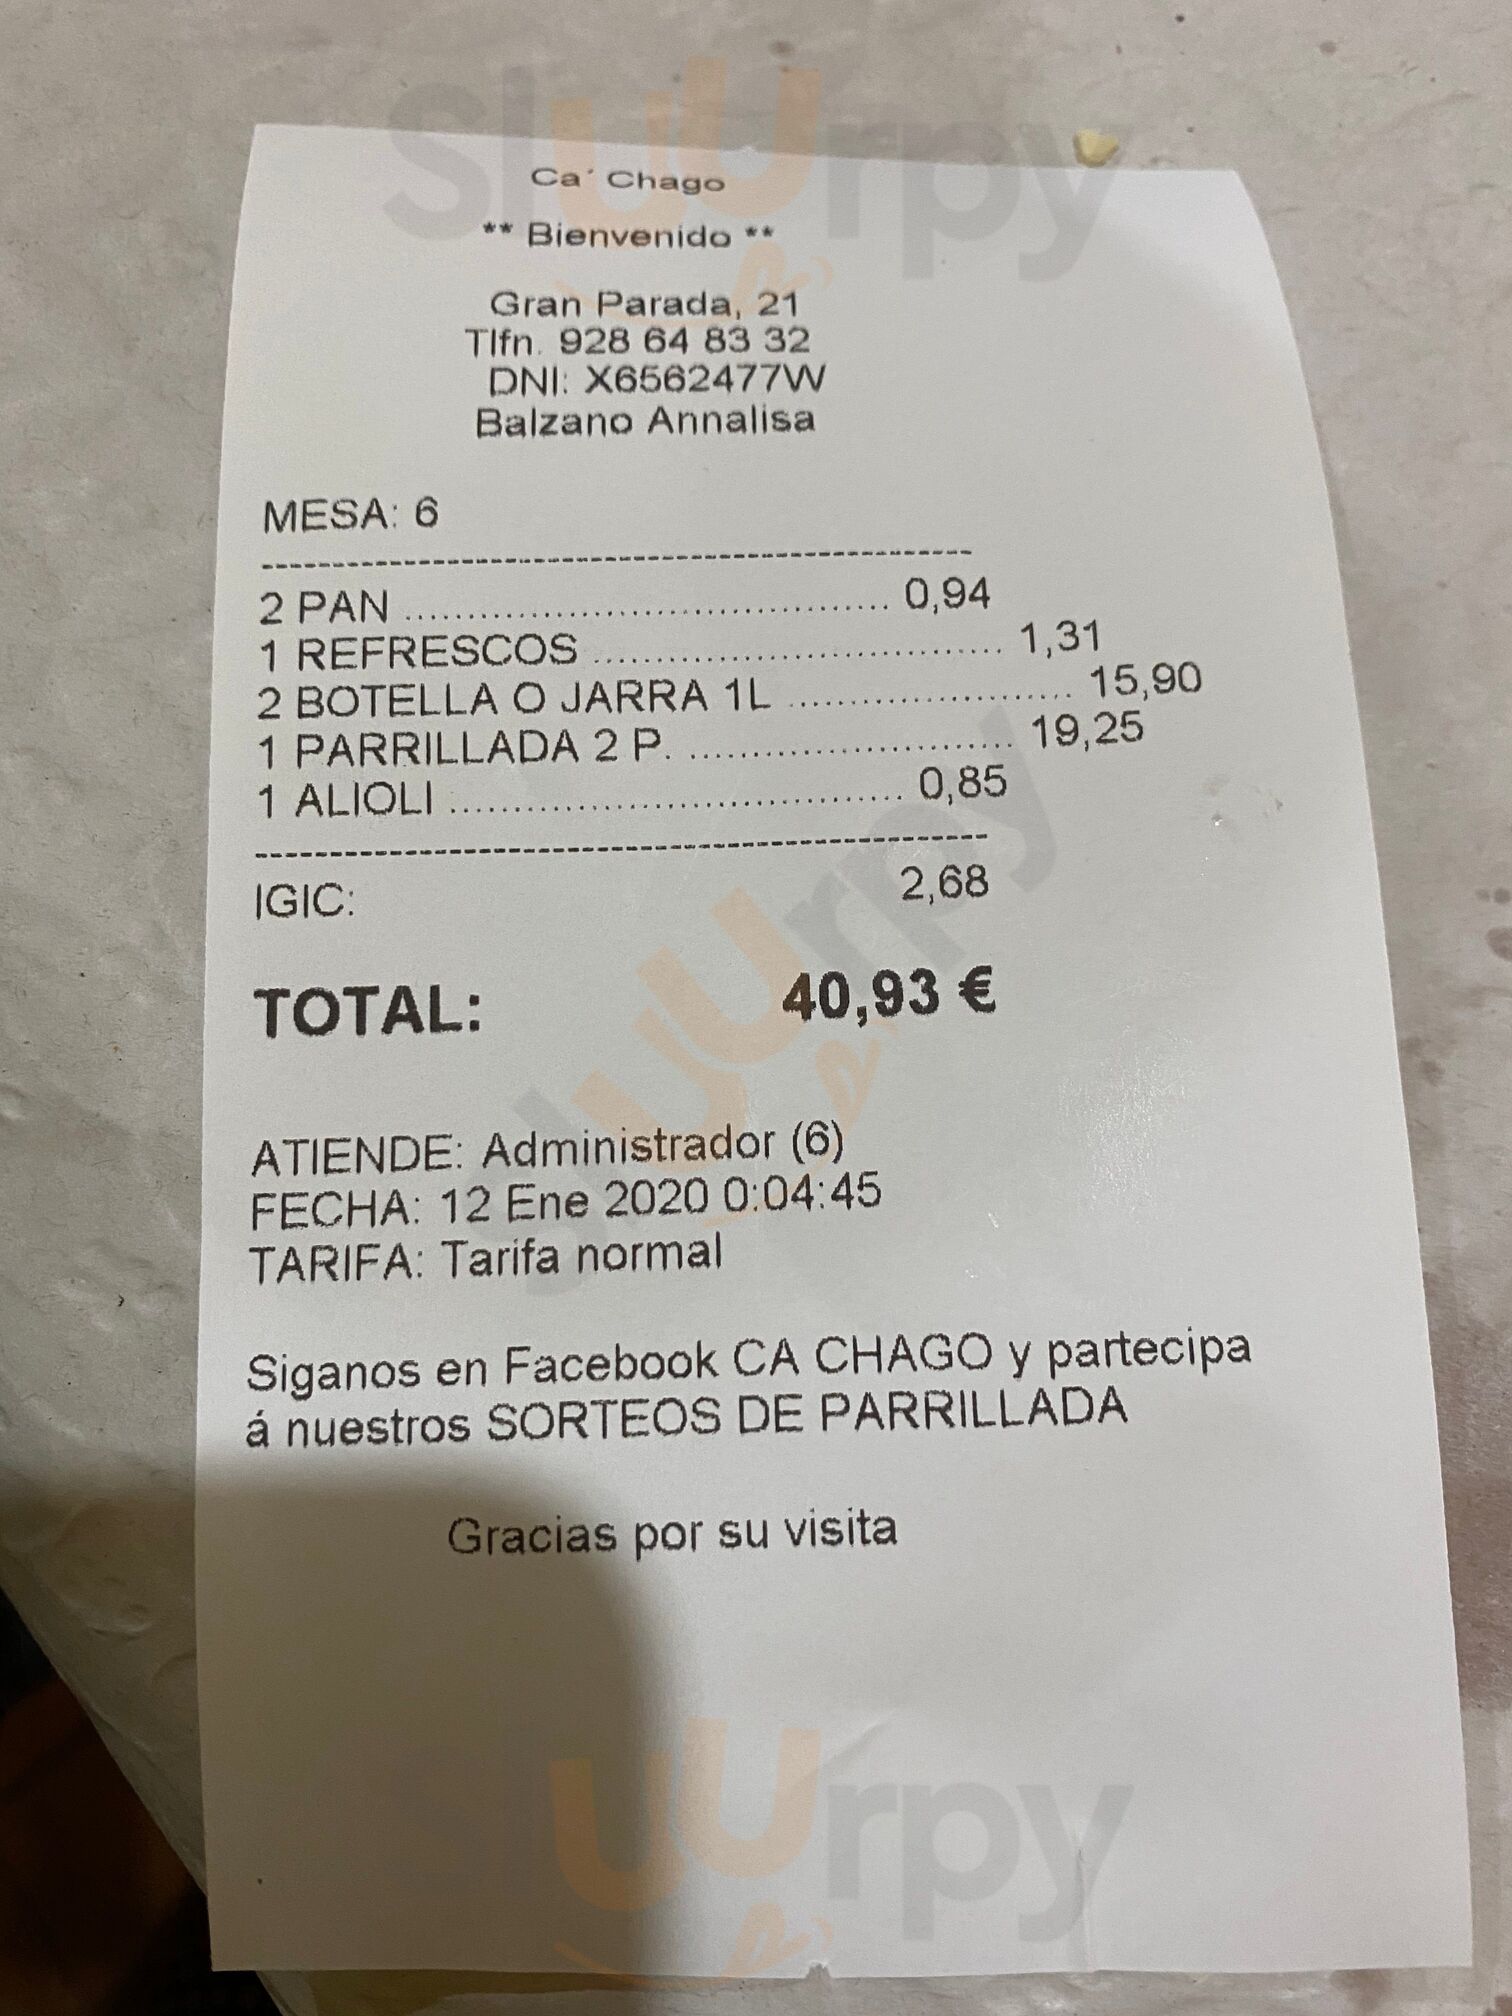 Ca´ Chago
** Bienvenido **
Gran Parada, 21
Tlfn. 928 64 83 32
DNI: X6562477W
Balzano Annalisa
MESA: 6
------------------------------------------------------------
2 PAN ..................................... 0,94
1 REFRESCOS ................................ 1,31
2 BOTELLA O JARRA 1L ...................... 15,90
1 PARRILLADA 2 P. ......................... 19,25
1 ALIOLI ................................... 0,85
------------------------------------------------------------
IGIC: 2,68
TOTAL: 40,93 €
ATIENDE: Administrador (6)
FECHA: 12 Ene 2020 0:04:45
TARIFA: Tarifa normal
Siganos en Facebook CA CHAGO y partecipa
á nuestros SORTEOS DE PARRILLADA
Gracias por su visita
slUUrpy
slUUrpy
slUUrpy